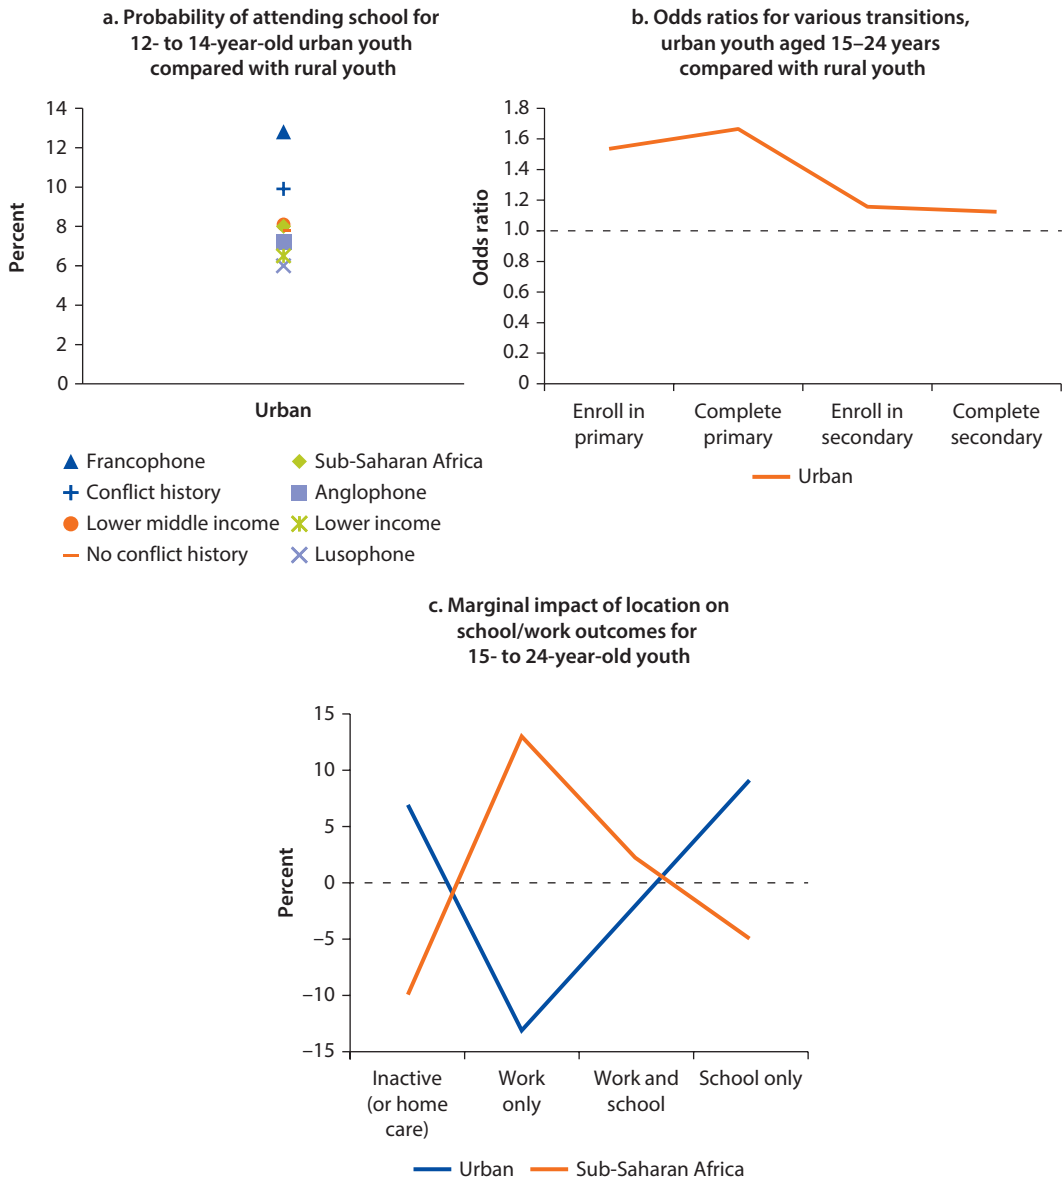 a. Probability of attending school for
12- to 14-year-old urban youth
compared with rural youth
14
12
10
8
6
4
2
0
Percent
Urban
Francophone
Conflict history
Lower middle income
No conflict history
Sub-Saharan Africa
Anglophone
Lower income
Lusophone
b. Odds ratios for various transitions,
urban youth aged 15–24 years
compared with rural youth
1.8
1.6
1.4
1.2
1.0
0.8
0.6
0.4
0.2
0
Odds ratio
Enroll in
primary
Complete
primary
Enroll in
secondary
Complete
secondary
Urban
c. Marginal impact of location on
school/work outcomes for
15- to 24-year-old youth
15
10
5
0
−5
−10
−15
Percent
Inactive
(or home
care)
Work
only
Work and
school
School only
Urban
Sub-Saharan Africa